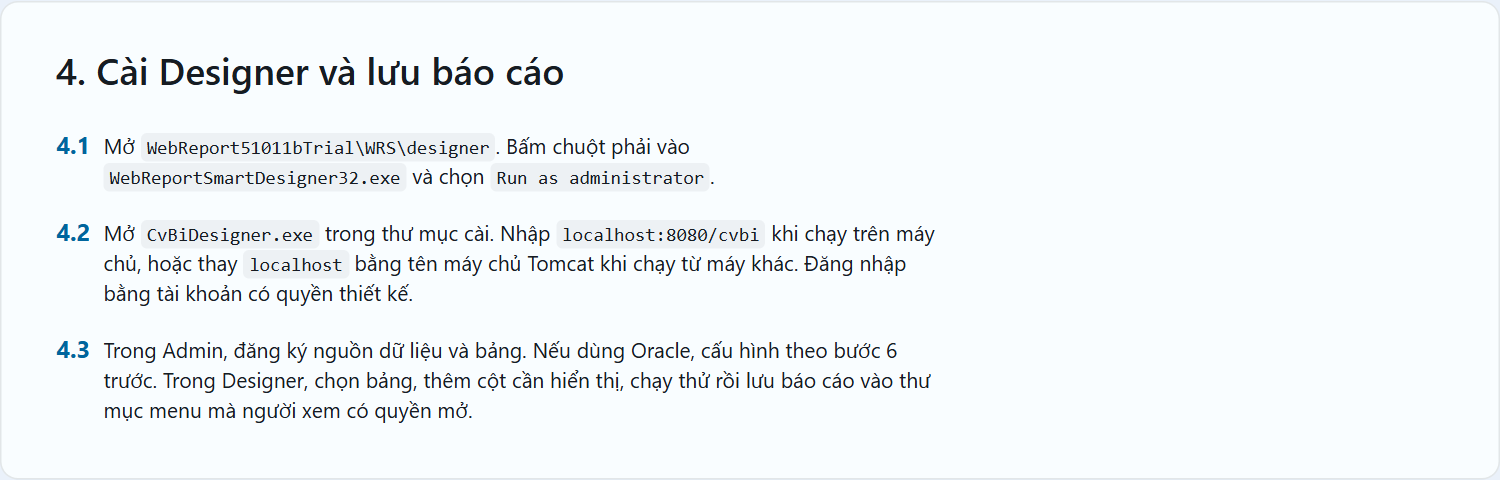 4. Cài Designer và lưu báo cáo
4.1 Mở WebReport51011bTrial\WRS\designer. Bấm chuột phải vào
WebReportSmartDesigner32.exe và chọn Run as administrator.
4.2 Mở CvBiDesigner.exe trong thư mục cài. Nhập localhost:8080/cvbi khi chạy trên máy
chủ, hoặc thay localhost bằng tên máy chủ Tomcat khi chạy từ máy khác. Đăng nhập
bằng tài khoản có quyền thiết kế.
4.3 Trong Admin, đăng ký nguồn dữ liệu và bảng. Nếu dùng Oracle, cấu hình theo bước 6
trước. Trong Designer, chọn bảng, thêm cột cần hiển thị, chạy thử rồi lưu báo cáo vào thư
mục menu mà người xem có quyền mở.